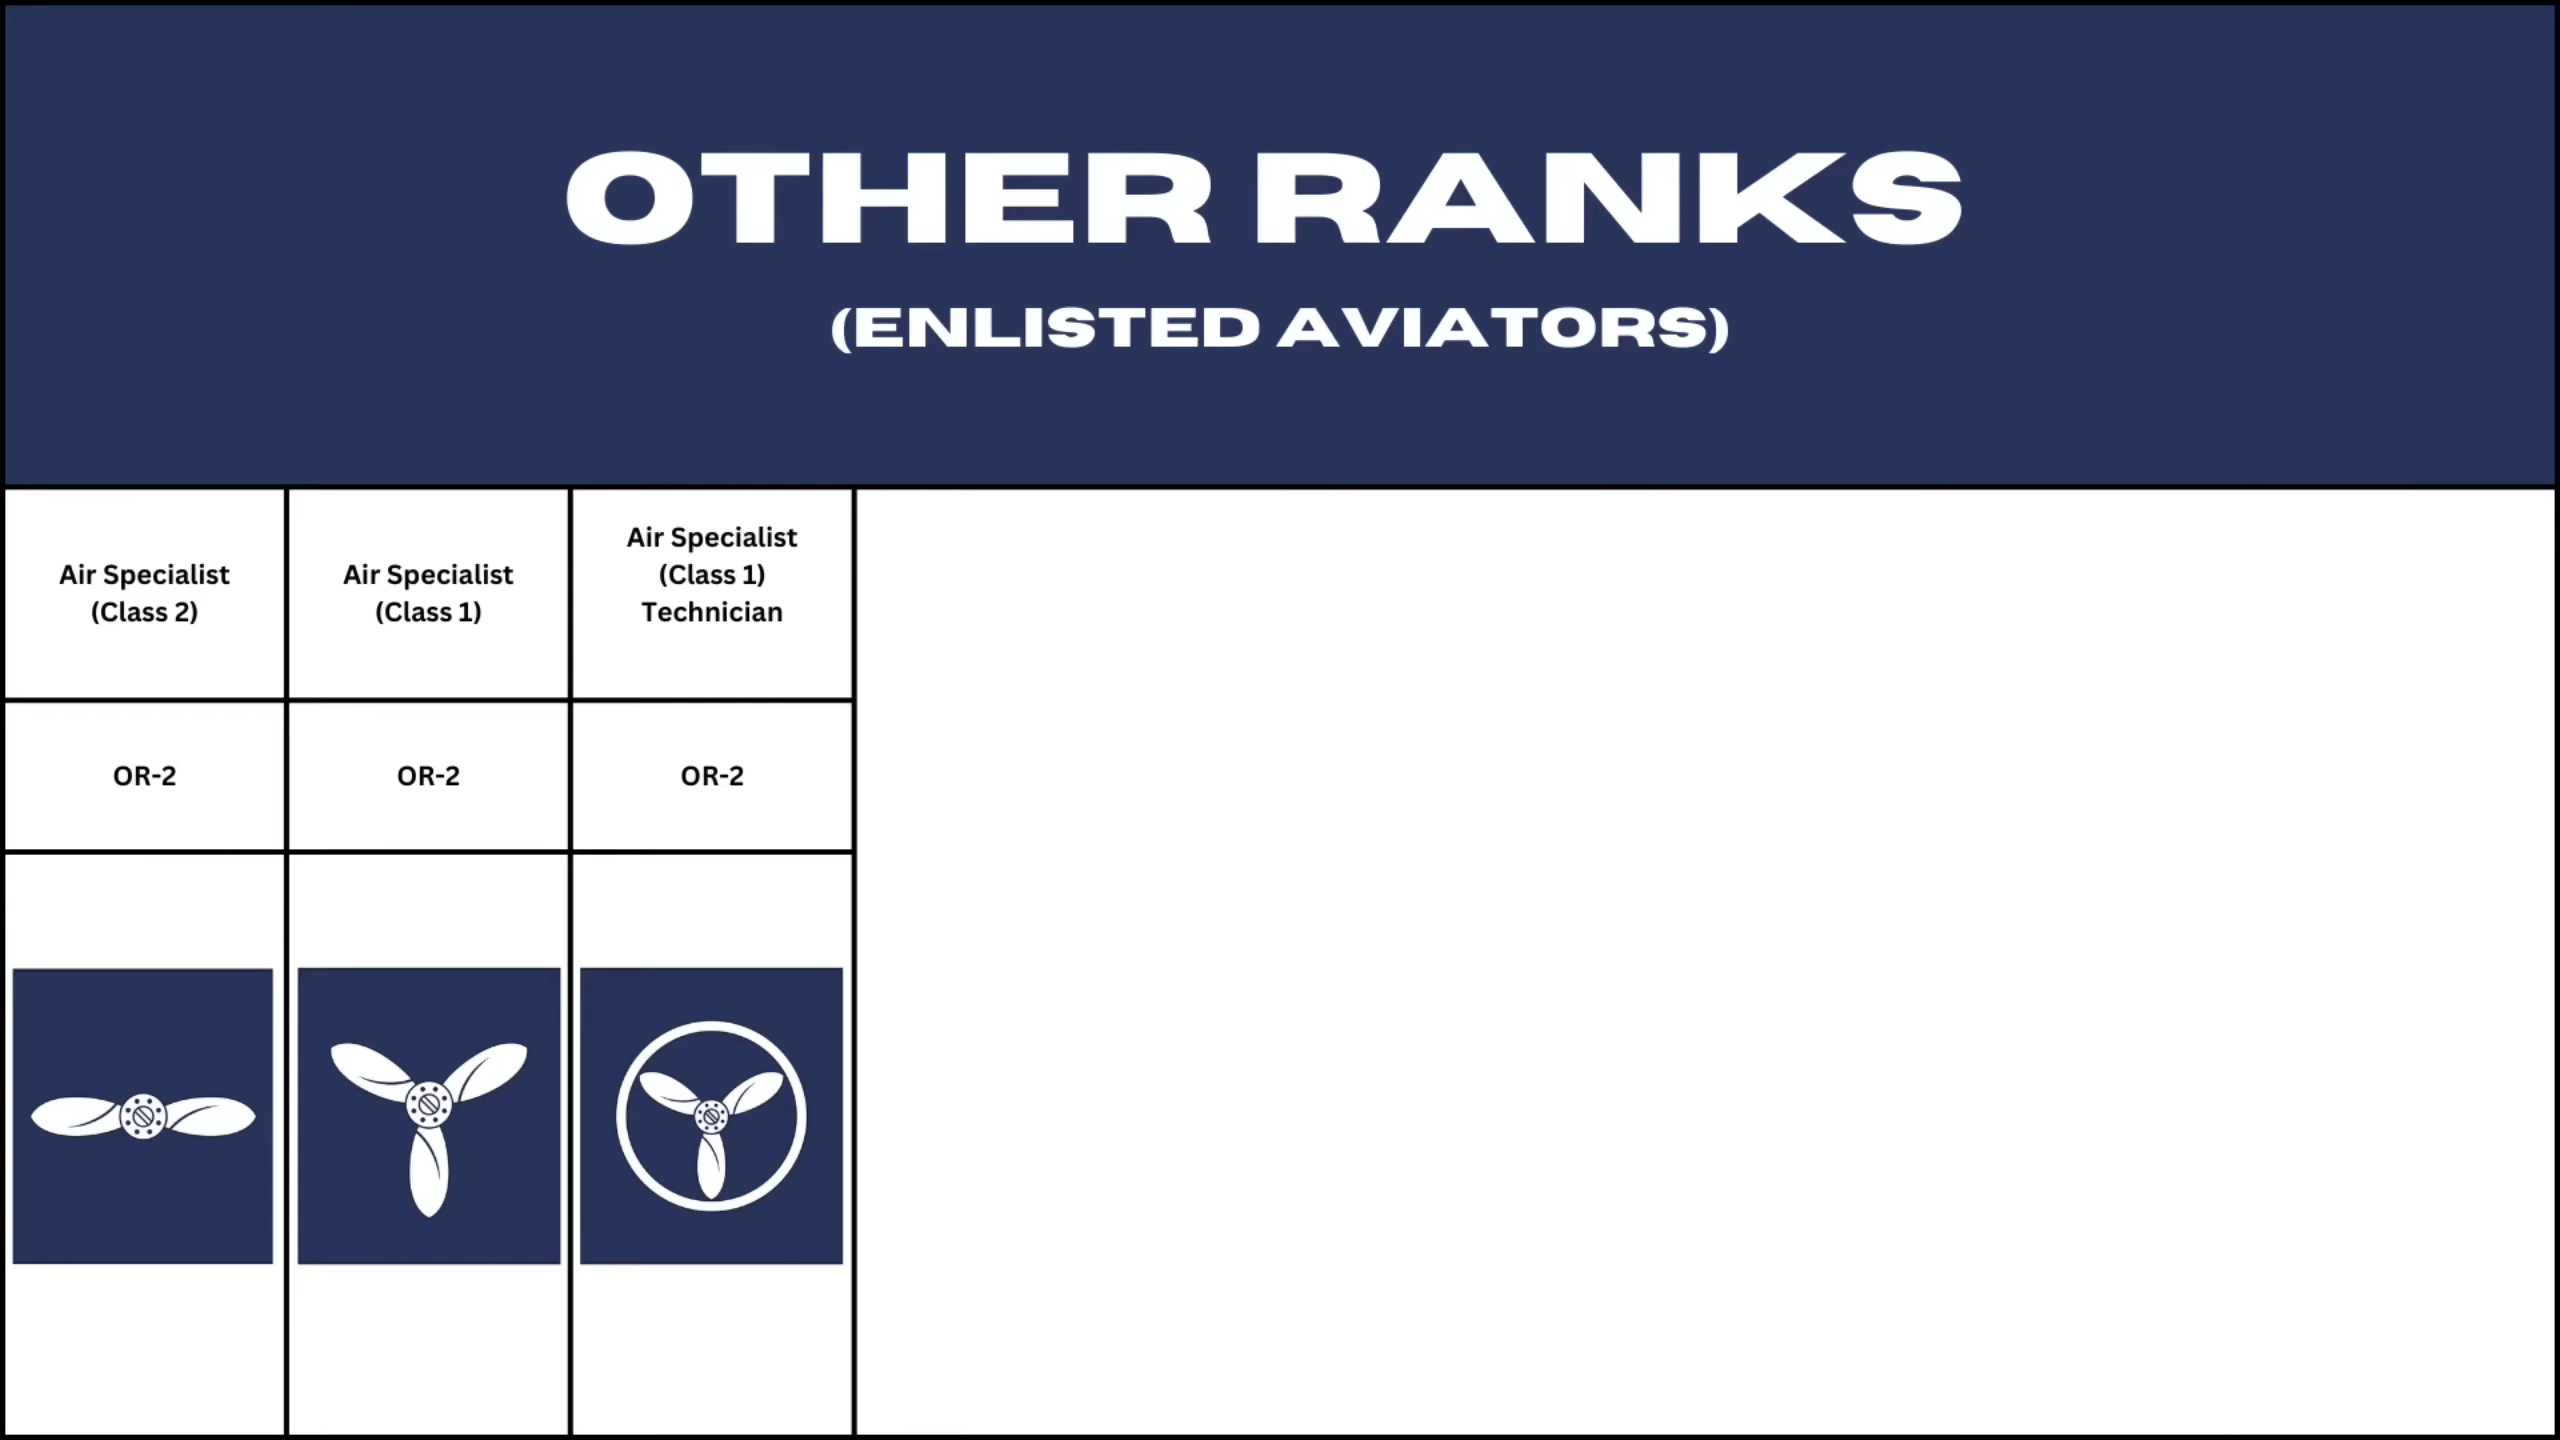 OTHER RANKS
(ENLISTED AVIATORS)
Air Specialist
(Class 2)
Air Specialist
(Class 1)
Air Specialist
(Class 1)
Technician
OR-2
OR-2
OR-2